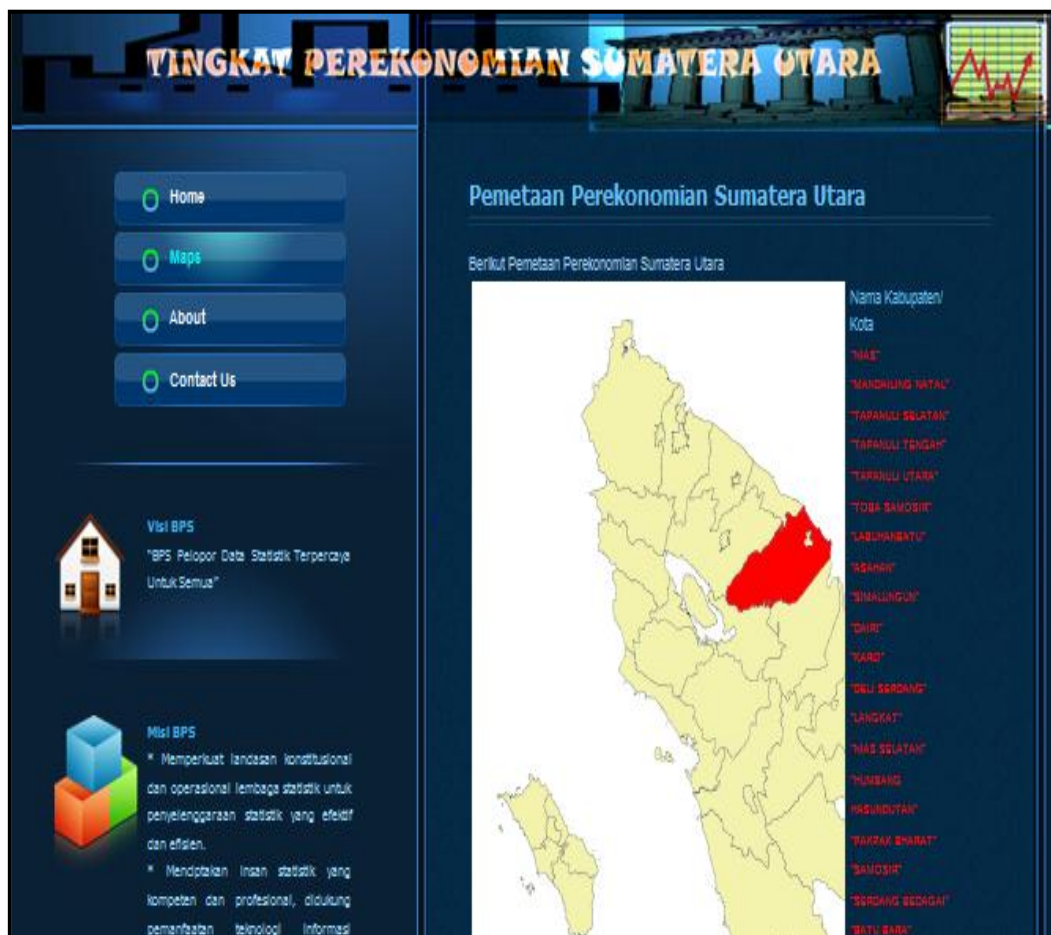 TINGKAT PEREKONOMIAN SUMATERA UTARA
Home
Maps
About
Contact Us
Visi BPS
"BPS Pelopor Data Statistik Terpercaya
Untuk Semua"
Misi BPS
* Memperkuat landasan konstitusional
dan operasional lembaga statistik untuk
penyelenggaraan statistik yang efektif
dan efisien.
* Menciptakan insan statistik yang
kompeten dan profesional, didukung
pemanfaatan teknologi informasi
Pemetaan Perekonomian Sumatera Utara
Berikut Pemetaan Perekonomian Sumatera Utara
Nama Kabupaten/
Kota
"NIAS"
"MANDAILING NATAL"
"TAPANULI SELATAN"
"TAPANULI TENGAH"
"TAPANULI UTARA"
"TOBA SAMOSIR"
"LABUHANBATU"
"ASAHAN"
"SIMALUNGUN"
"DAIRI"
"KARO"
"DELI SERDANG"
"LANGKAT"
"NIAS SELATAN"
"HUMBANG
HASUNDUTAN"
"PAKPAK BHARAT"
"SAMOSIR"
"SERDANG BEDAGAI"
"BATU BARA"